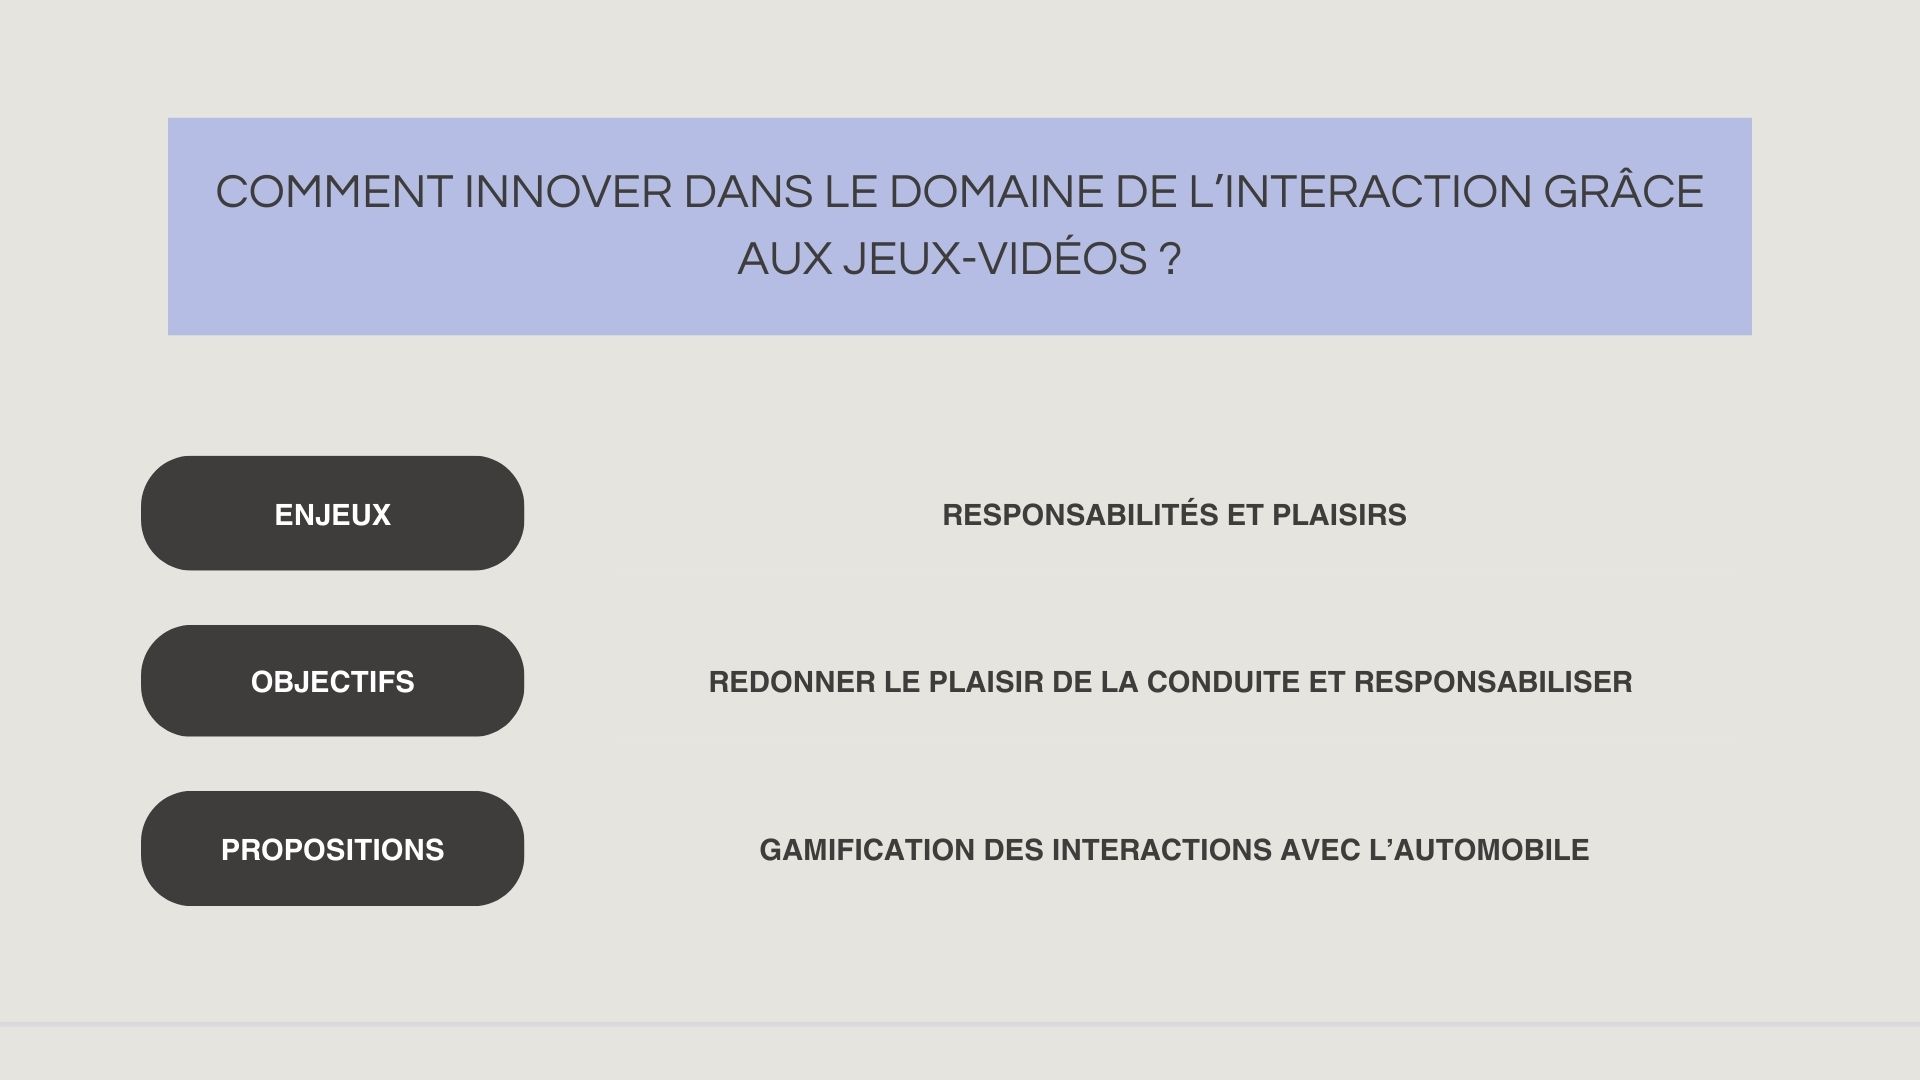 COMMENT INNOVER DANS LE DOMAINE DE L’INTERACTION GRÂCE
AUX JEUX-VIDÉOS ?
ENJEUX
RESPONSABILITÉS ET PLAISIRS
OBJECTIFS
REDONNER LE PLAISIR DE LA CONDUITE ET RESPONSABILISER
PROPOSITIONS
GAMIFICATION DES INTERACTIONS AVEC L’AUTOMOBILE